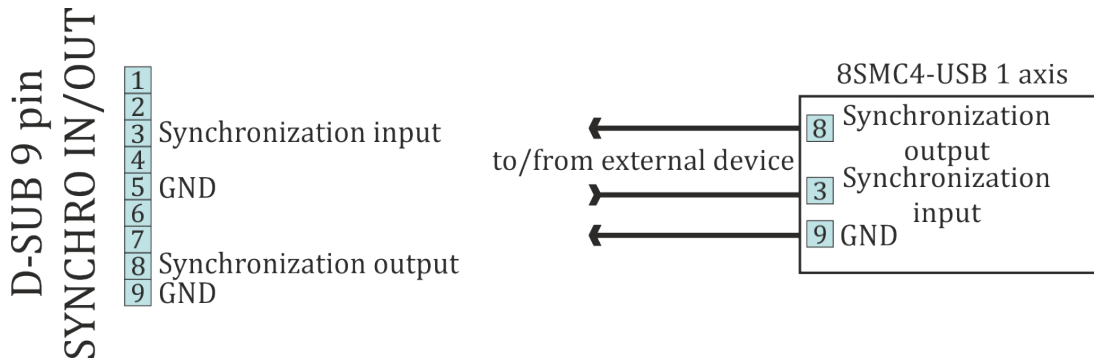 D-SUB 9 pin
SYNCHRO IN/OUT
1
2
3 Synchronization input
4
5 GND
6
7
8 Synchronization output
9 GND
8SMC4-USB 1 axis
8 Synchronization
output
to/from external device
3 Synchronization
input
9 GND